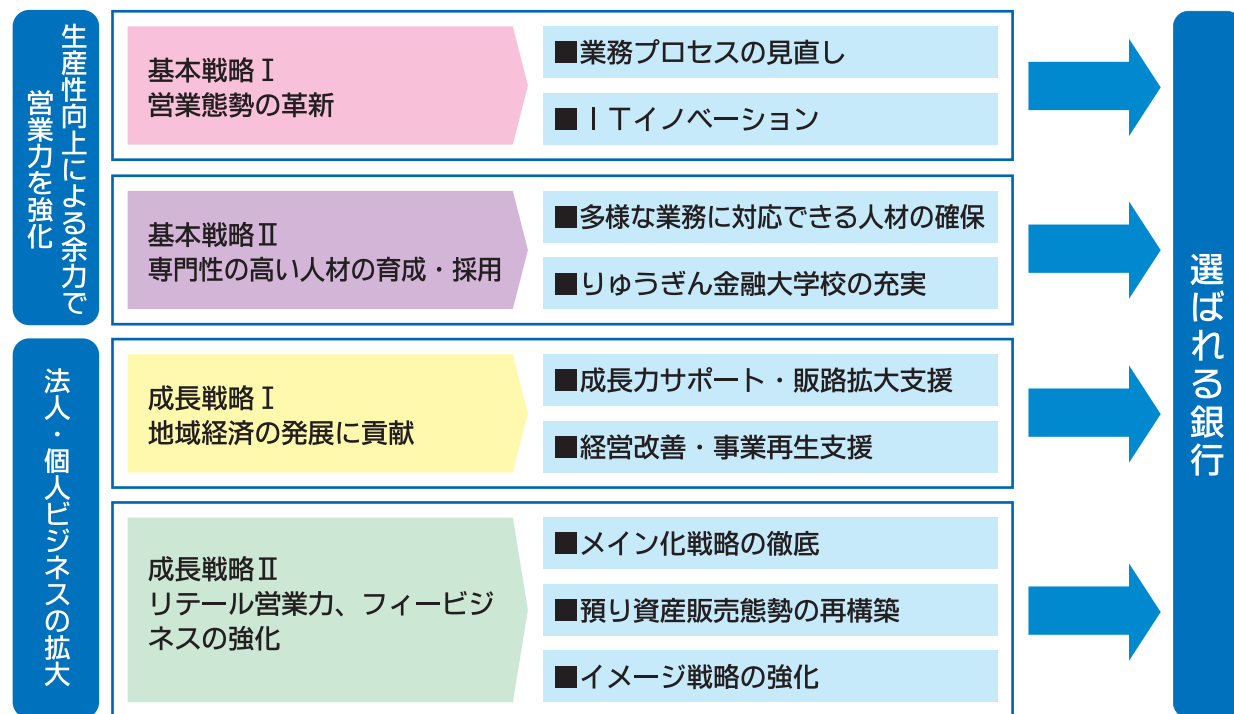 生産性向上による余力で
営業力を強化
基本戦略Ⅰ
営業態勢の革新
■業務プロセスの見直し
■ＩＴイノベーション
基本戦略Ⅱ
専門性の高い人材の育成・採用
■多様な業務に対応できる人材の確保
■りゅうぎん金融大学校の充実
法人・個人ビジネスの拡大
成長戦略Ⅰ
地域経済の発展に貢献
■成長力サポート・販路拡大支援
■経営改善・事業再生支援
成長戦略Ⅱ
リテール営業力、フィービジ
ネスの強化
■メイン化戦略の徹底
■預り資産販売態勢の再構築
■イメージ戦略の強化
選ばれる銀行